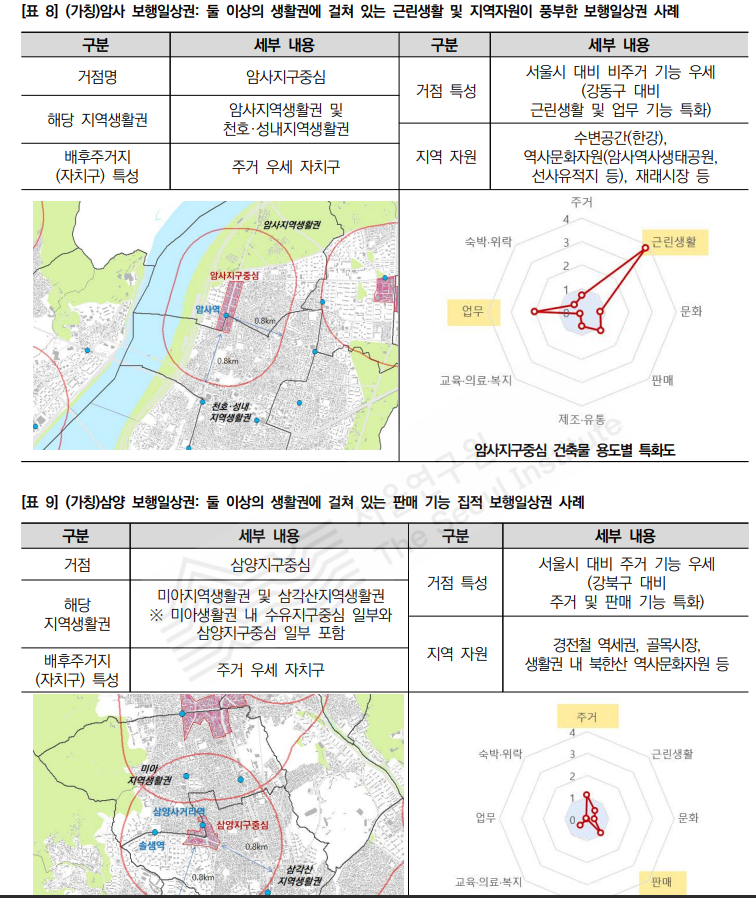 [표 8] (가칭)암사 보행일상권: 둘 이상의 생활권에 걸쳐 있는 근린생활 및 지역자원이 풍부한 보행일상권 사례
구분
세부 내용
구분
세부 내용
거점명
암사지구중심
해당 지역생활권
암사지역생활권 및
천호·성내지역생활권
배후주거지
(자치구) 특성
주거 우세 자치구
거점 특성
서울시 대비 비주거 기능 우세
(강동구 대비
근린생활 및 업무 기능 특화)
지역 자원
수변공간(한강),
역사문화자원(암사역사생태공원,
선사유적지 등), 재래시장 등
암사지역생활권
암사지구중심
암사역
0.8km
0.8km
천호·성내
지역생활권
주거
4
3
2
1
0
근린생활
문화
판매
제조·유통
교육·의료·복지
업무
숙박·위락
암사지구중심 건축물 용도별 특화도
서울연구원
The Seoul Institute
[표 9] (가칭)삼양 보행일상권: 둘 이상의 생활권에 걸쳐 있는 판매 기능 집적 보행일상권 사례
구분
세부 내용
구분
세부 내용
거점
삼양지구중심
해당
지역생활권
미아지역생활권 및 삼각산지역생활권
※ 미아생활권 내 수유지구중심 일부와
삼양지구중심 일부 포함
배후주거지
(자치구) 특성
주거 우세 자치구
거점 특성
서울시 대비 주거 기능 우세
(강북구 대비
주거 및 판매 기능 특화)
지역 자원
경전철 역세권, 골목시장,
생활권 내 북한산 역사문화자원 등
미아
지역생활권
삼양사거리역
삼양지구중심
솔샘역
0.8km
0.8km
삼각산
지역생활권
주거
4
3
2
1
0
근린생활
문화
판매
교육·의료·복지
업무
숙박·위락